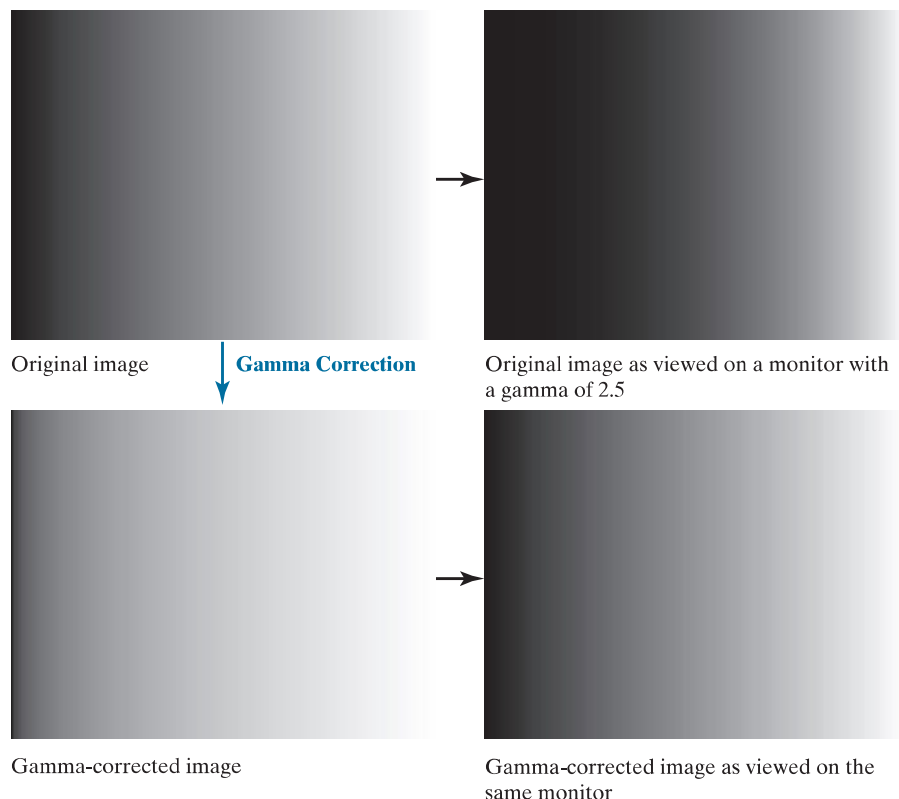 Original image
Gamma Correction
Original image as viewed on a monitor with
a gamma of 2.5
Gamma-corrected image
Gamma-corrected image as viewed on the
same monitor